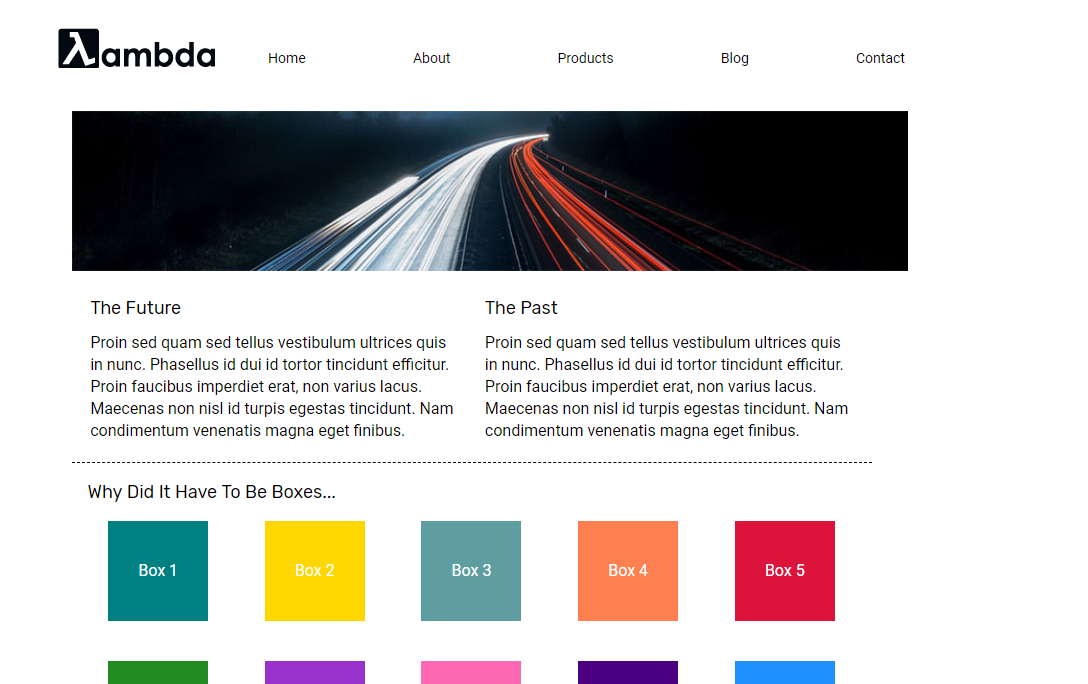 λambda
Home About Products Blog Contact
The Future
Proin sed quam sed tellus vestibulum ultrices quis
in nunc. Phasellus id dui id tortor tincidunt efficitur.
Proin faucibus imperdiet erat, non varius lacus.
Maecenas non nisl id turpis egestas tincidunt. Nam
condimentum venenatis magna eget finibus.
The Past
Proin sed quam sed tellus vestibulum ultrices quis
in nunc. Phasellus id dui id tortor tincidunt efficitur.
Proin faucibus imperdiet erat, non varius lacus.
Maecenas non nisl id turpis egestas tincidunt. Nam
condimentum venenatis magna eget finibus.
Why Did It Have To Be Boxes...
Box 1 Box 2 Box 3 Box 4 Box 5